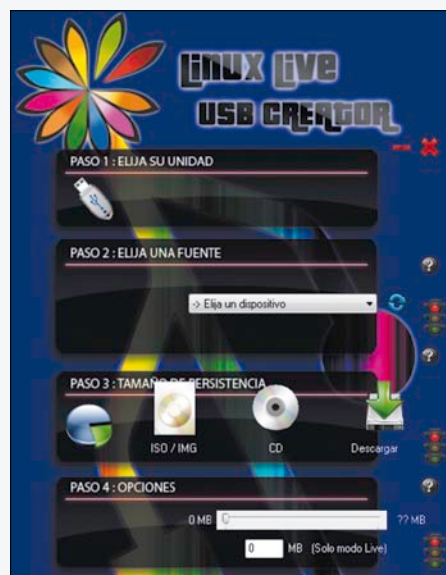 Linux Live
USB Creator
PASO 1 : ELIJA SU UNIDAD
PASO 2 : ELIJA UNA FUENTE
-> Elija un dispositivo
PASO 3 : TAMAÑO DE PERSISTENCIA
ISO / IMG
CD
Descargar
PASO 4 : OPCIONES
0 MB
?? MB
0
MB
(Solo modo Live)